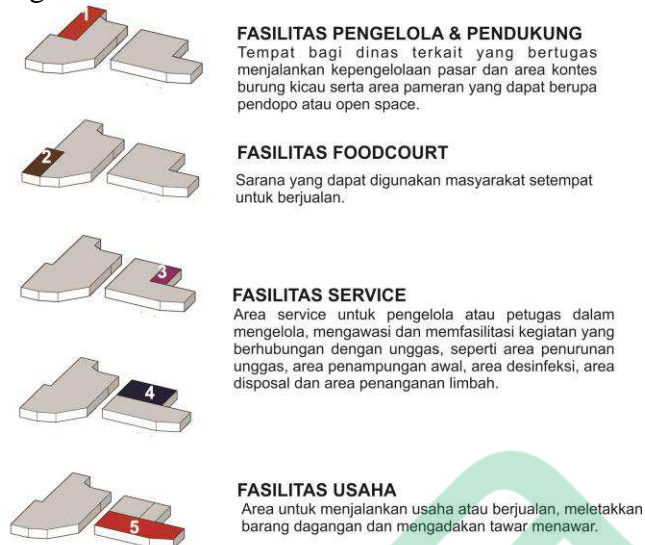 1
FASILITAS PENGELOLA & PENDUKUNG
Tempat bagi dinas terkait yang bertugas
menjalankan kepengelolaan pasar dan area kontes
burung kicau serta area pameran yang dapat berupa
pendopo atau open space.
2
FASILITAS FOODCOURT
Sarana yang dapat digunakan masyarakat setempat
untuk berjualan.
3
FASILITAS SERVICE
Area service untuk pengelola atau petugas dalam
mengelola, mengawasi dan memfasilitasi kegiatan yang
berhubungan dengan unggas, seperti area penurunan
unggas, area penampungan awal, area desinfeksi, area
disposal dan area penanganan limbah.
4
FASILITAS USAHA
Area untuk menjalankan usaha atau berjualan, meletakkan
barang dagangan dan mengadakan tawar menawar.
5